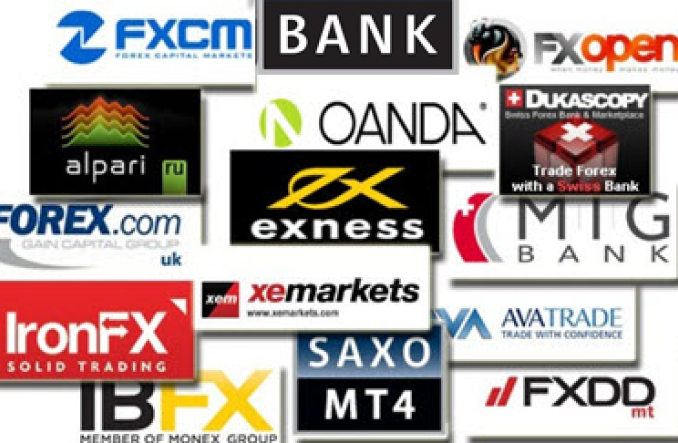 FXCM
FOREX CAPITAL MARKETS
BANK
FXopen
alpari ru
OANDA
DUKASCOPY
Swiss Forex Bank & Marketplace
Trade Forex
with a Swiss Bank
FOREX.com
GAIN CAPITAL GROUP
uk
exness
MIG
BANK
IronFX
SOLID TRADING
xem xemarkets
www.xemarkets.com
VA AVATRADE
TRADE WITH CONFIDENCE
SAXO
MT4
IBFX
MEMBER OF MONEX GROUP
FXDD
mt